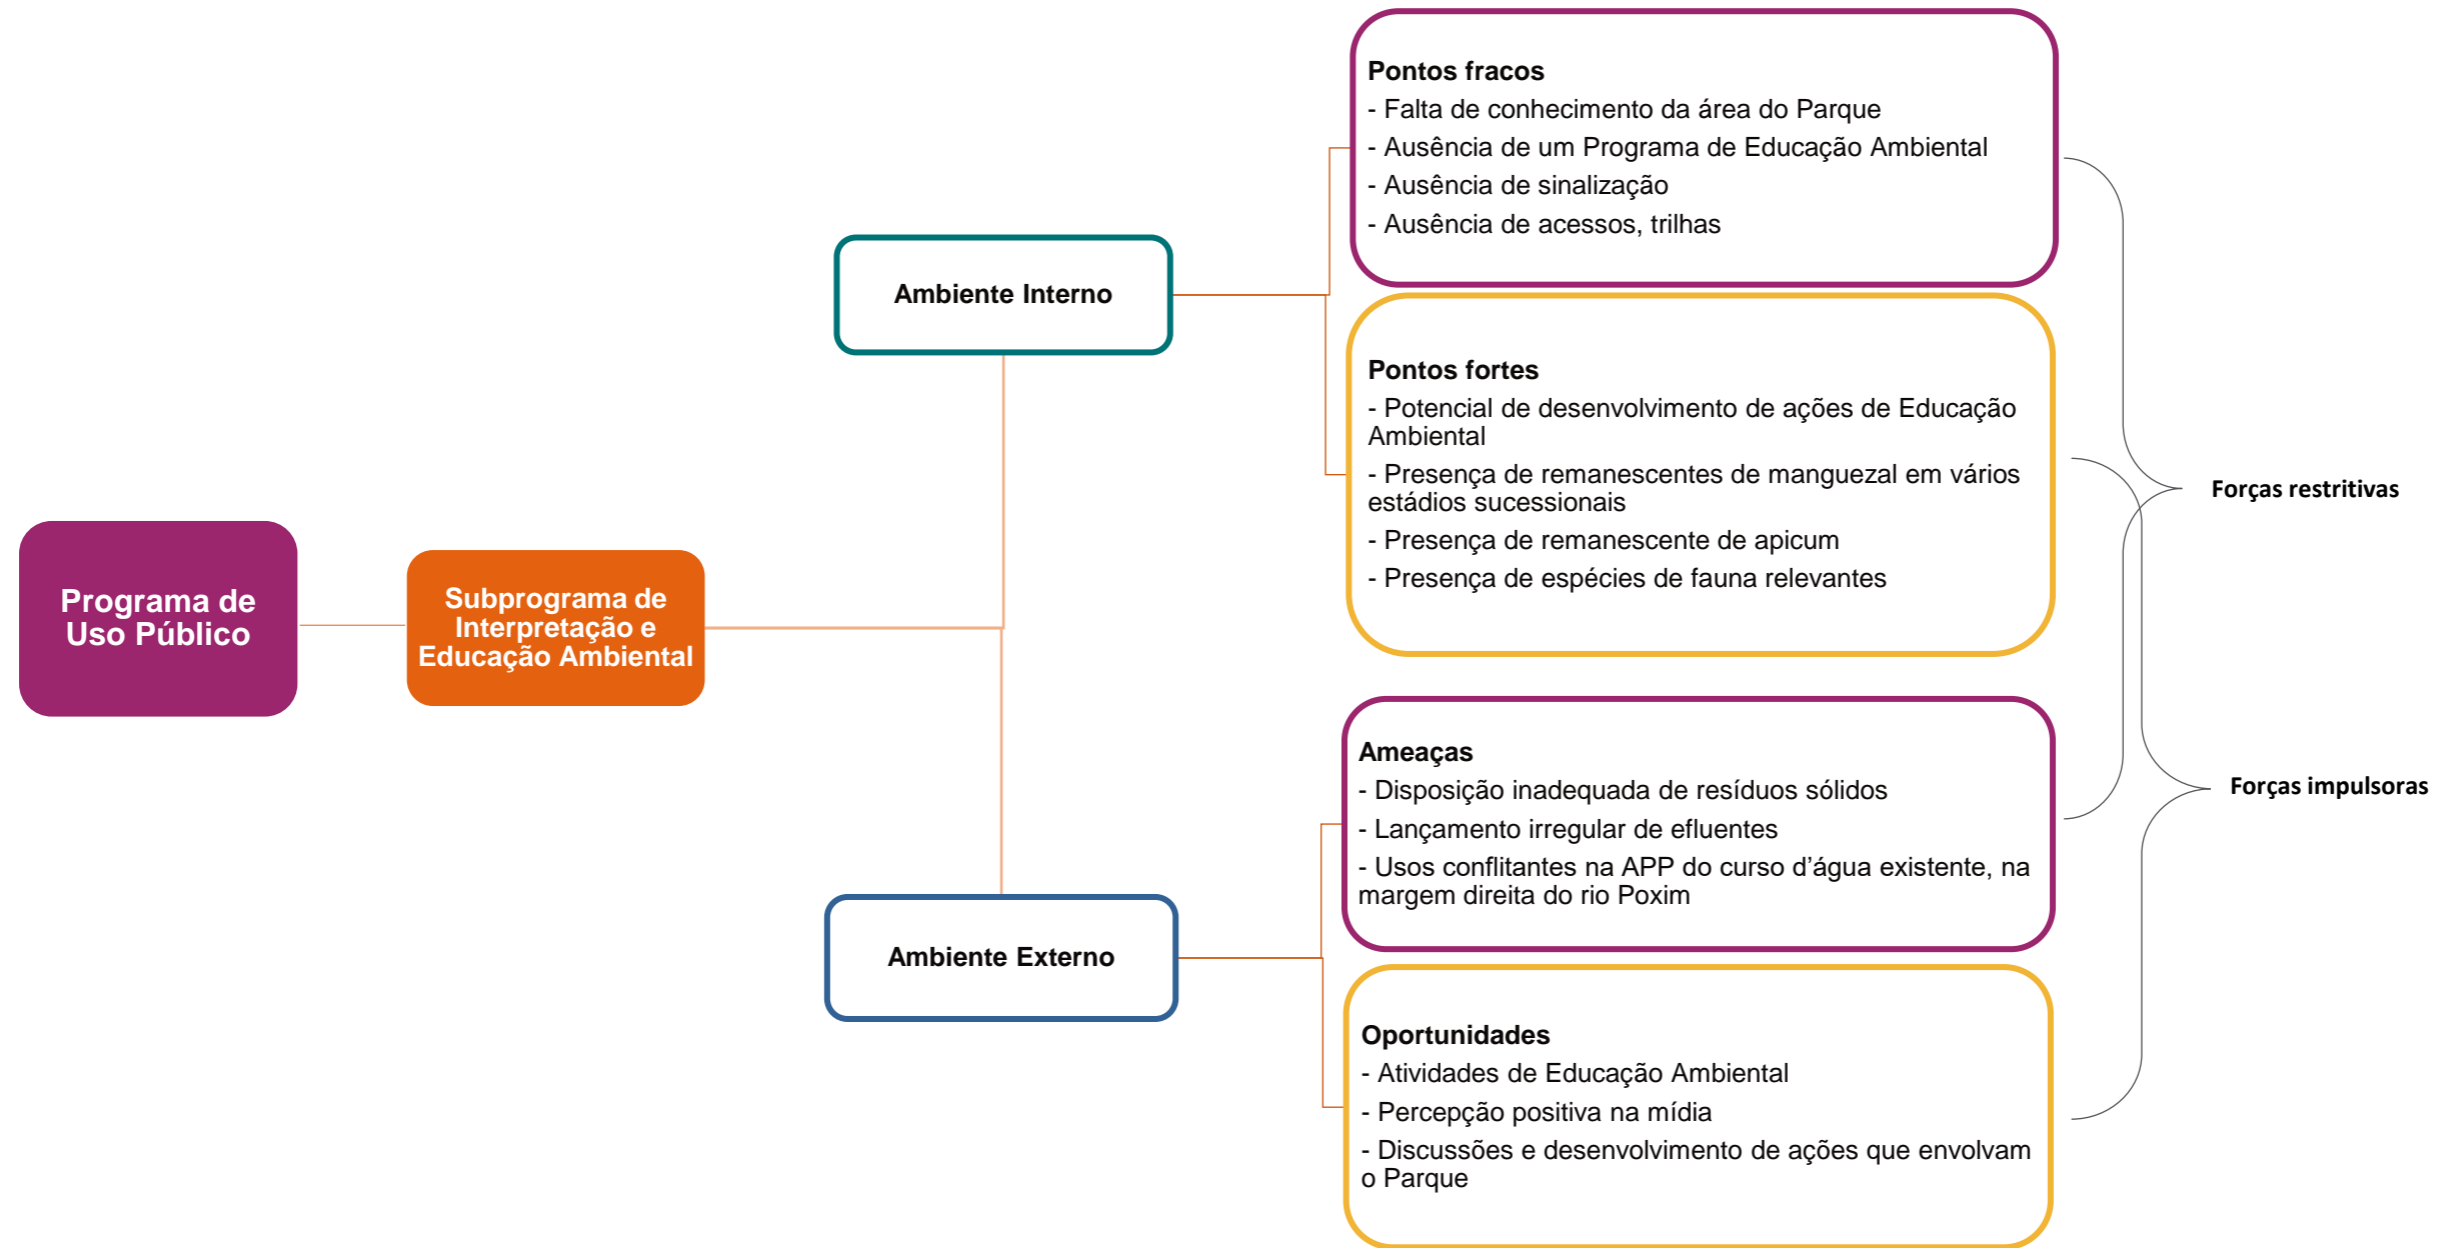 Programa de
Uso Público
Subprograma de
Interpretação e
Educação Ambiental
Ambiente Interno
Pontos fracos
- Falta de conhecimento da área do Parque
- Ausência de um Programa de Educação Ambiental
- Ausência de sinalização
- Ausência de acessos, trilhas
Pontos fortes
- Potencial de desenvolvimento de ações de Educação
Ambiental
- Presença de remanescentes de manguezal em vários
estádios sucessionais
- Presença de remanescente de apicum
- Presença de espécies de fauna relevantes
Ambiente Externo
Ameaças
- Disposição inadequada de resíduos sólidos
- Lançamento irregular de efluentes
- Usos conflitantes na APP do curso d’água existente, na
margem direita do rio Poxim
Oportunidades
- Atividades de Educação Ambiental
- Percepção positiva na mídia
- Discussões e desenvolvimento de ações que envolvam
o Parque
Forças restritivas
Forças impulsoras